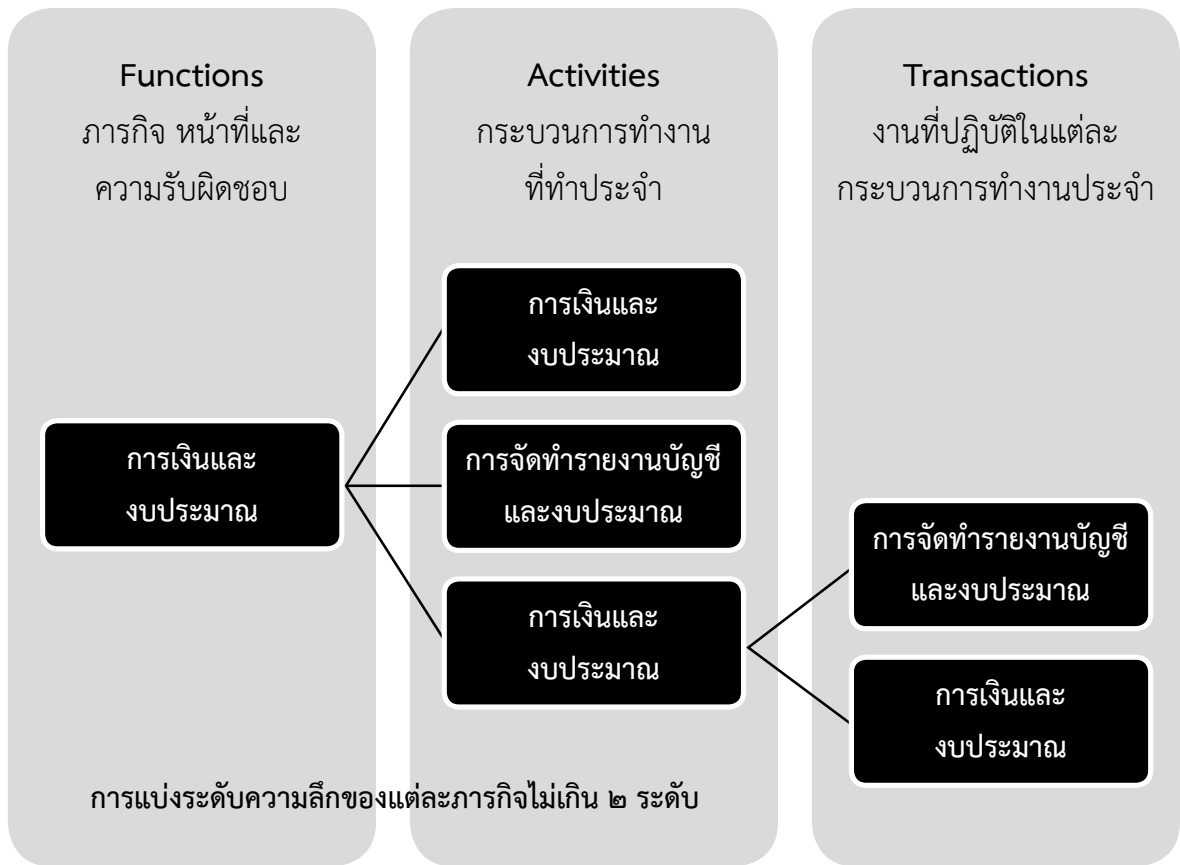 Functions
ภารกิจ หน้าที่และ
ความรับผิดชอบ
Activities
กระบวนการทำงาน
ที่ทำประจำ
Transactions
งานที่ปฏิบัติในแต่ละ
กระบวนการทำงานประจำ
การเงินและ
งบประมาณ
การเงินและ
งบประมาณ
การจัดทำรายงานบัญชี
และงบประมาณ
การเงินและ
งบประมาณ
การจัดทำรายงานบัญชี
และงบประมาณ
การเงินและ
งบประมาณ
การแบ่งระดับความลึกของแต่ละภารกิจไม่เกิน ๒ ระดับ